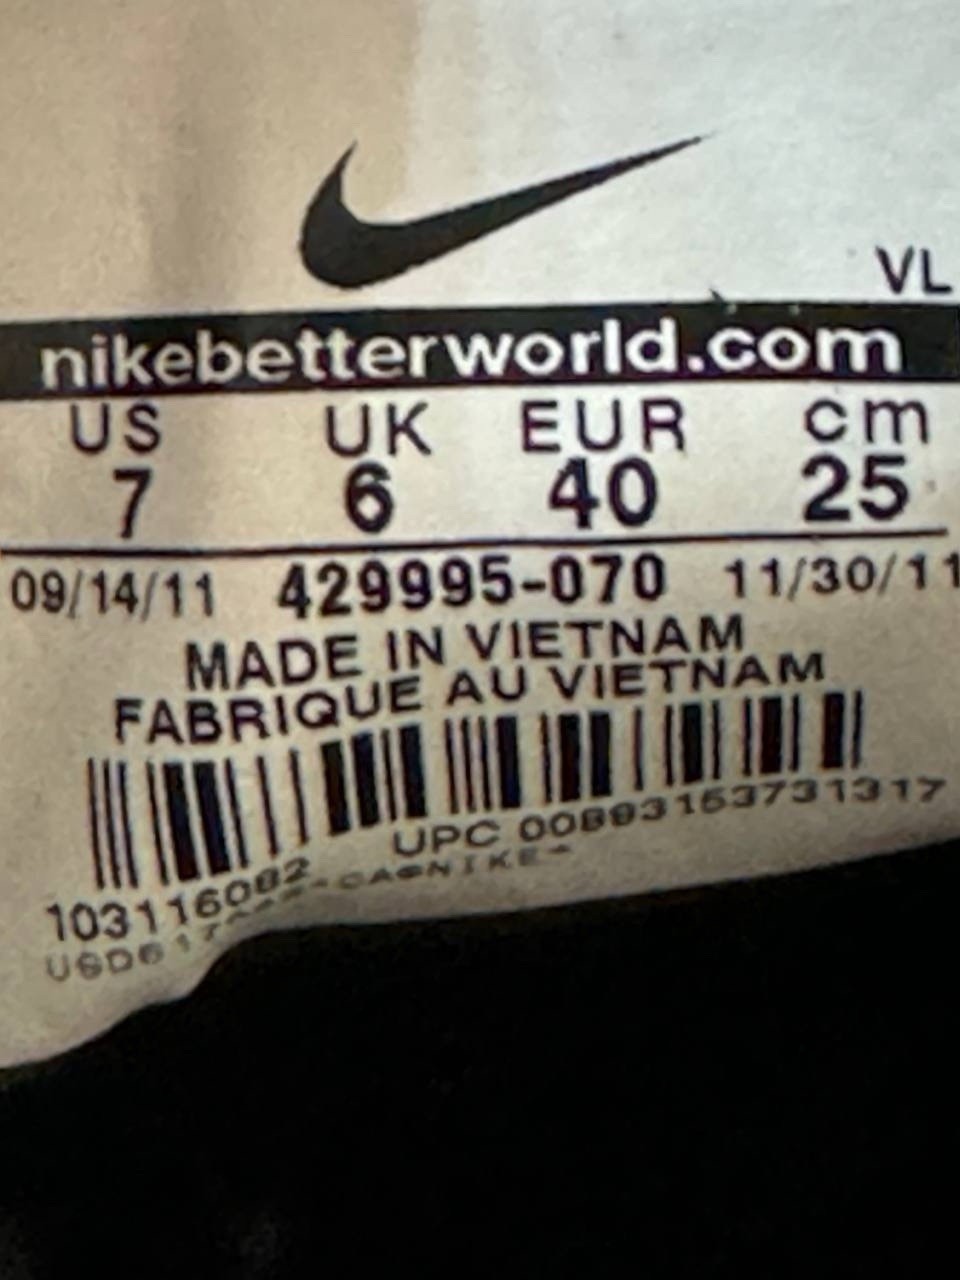 VL
nikebetterworld.com
US UK EUR cm
7 6 40 25
09/14/11 429995-070 11/30/11
MADE IN VIETNAM
FABRIQUE AU VIETNAM
UPC 00883153731317
103116082